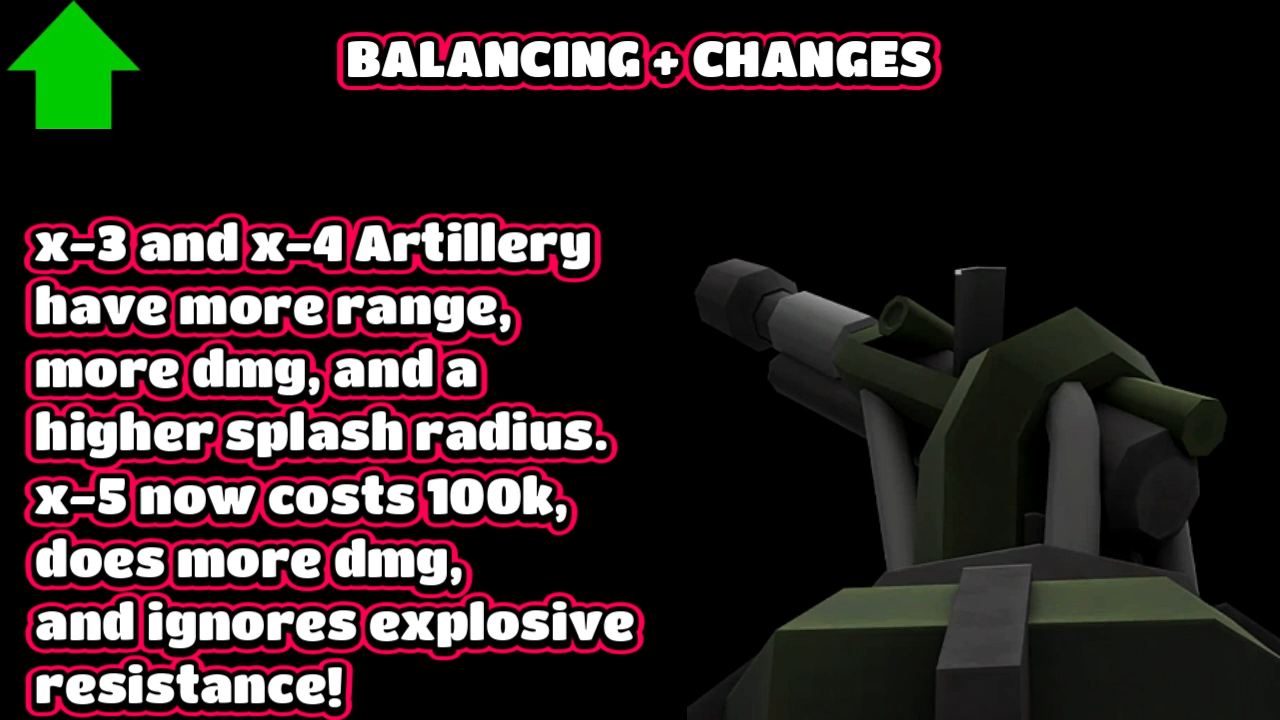 BALANCING + CHANGES
x-3 and x-4 Artillery
have more range,
more dmg, and a
higher splash radius.
x-5 now costs 100k,
does more dmg,
and ignores explosive
resistance!